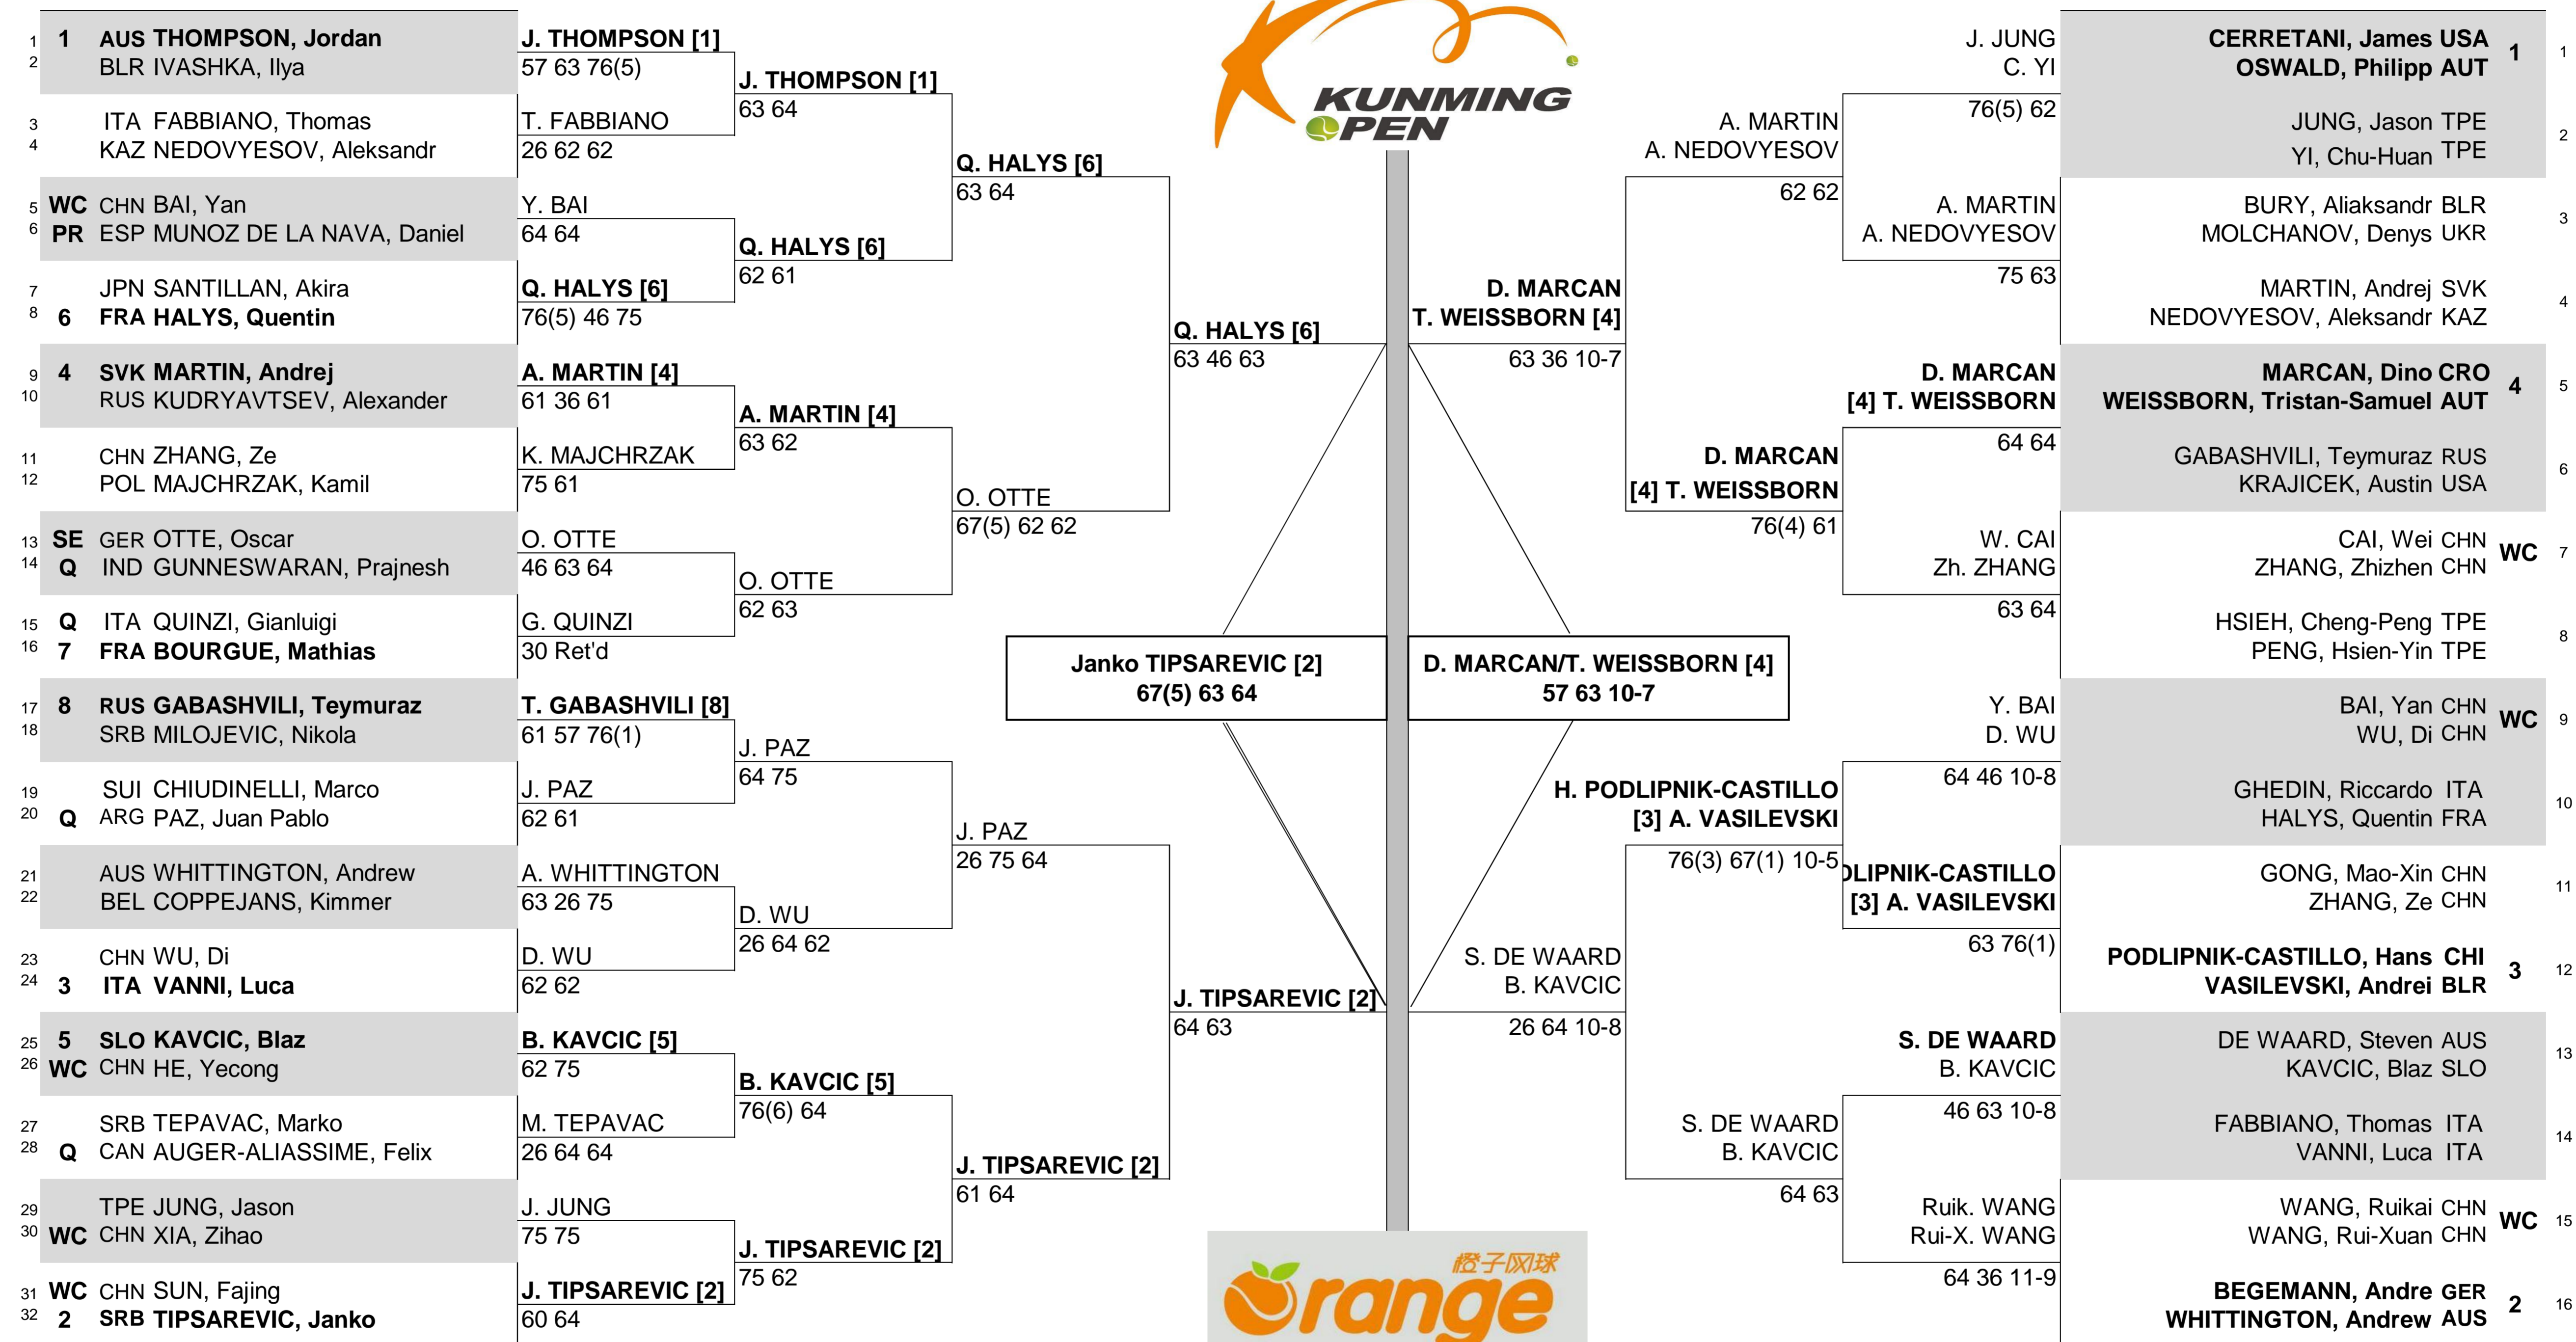 KUNMING
OPEN
1 1 AUS THOMPSON, Jordan
2 BLR IVASHKA, Ilya
3 ITA FABBIANO, Thomas
4 KAZ NEDOVYESOV, Aleksandr
5 WC CHN BAI, Yan
6 PR ESP MUNOZ DE LA NAVA, Daniel
7 JPN SANTILLAN, Akira
8 6 FRA HALYS, Quentin
9 4 SVK MARTIN, Andrej
10 RUS KUDRYAVTSEV, Alexander
11 CHN ZHANG, Ze
12 POL MAJCHRZAK, Kamil
13 SE GER OTTE, Oscar
14 Q IND GUNNESWARAN, Prajnesh
15 Q ITA QUINZI, Gianluigi
16 7 FRA BOURGUE, Mathias
17 8 RUS GABASHVILI, Teymuraz
18 SRB MILOJEVIC, Nikola
19 SUI CHIUDINELLI, Marco
20 Q ARG PAZ, Juan Pablo
21 AUS WHITTINGTON, Andrew
22 BEL COPPEJANS, Kimmer
23 CHN WU, Di
24 3 ITA VANNI, Luca
25 5 SLO KAVCIC, Blaz
26 WC CHN HE, Yecong
27 SRB TEPAVAC, Marko
28 Q CAN AUGER-ALIASSIME, Felix
29 TPE JUNG, Jason
30 WC CHN XIA, Zihao
31 WC CHN SUN, Fajing
32 2 SRB TIPSAREVIC, Janko
J. THOMPSON [1]
57 63 76(5)
T. FABBIANO
26 62 62
Y. BAI
64 64
Q. HALYS [6]
76(5) 46 75
A. MARTIN [4]
61 36 61
K. MAJCHRZAK
75 61
O. OTTE
46 63 64
G. QUINZI
30 Ret'd
T. GABASHVILI [8]
61 57 76(1)
J. PAZ
62 61
A. WHITTINGTON
63 26 75
D. WU
62 62
B. KAVCIC [5]
62 75
M. TEPAVAC
26 64 64
J. JUNG
75 75
J. TIPSAREVIC [2]
60 64
J. THOMPSON [1]
63 64
Q. HALYS [6]
62 61
A. MARTIN [4]
63 62
O. OTTE
62 63
J. PAZ
64 75
D. WU
26 64 62
B. KAVCIC [5]
76(6) 64
J. TIPSAREVIC [2]
75 62
Q. HALYS [6]
63 64
O. OTTE
67(5) 62 62
J. PAZ
26 75 64
J. TIPSAREVIC [2]
61 64
Q. HALYS [6]
63 46 63
J. TIPSAREVIC [2]
64 63
Janko TIPSAREVIC [2]
67(5) 63 64
D. MARCAN/T. WEISSBORN [4]
57 63 10-7
D. MARCAN
T. WEISSBORN [4]
63 36 10-7
S. DE WAARD
B. KAVCIC
26 64 10-8
A. MARTIN
A. NEDOVYESOV
62 62
D. MARCAN
[4] T. WEISSBORN
76(4) 61
H. PODLIPNIK-CASTILLO
[3] A. VASILEVSKI
76(3) 67(1) 10-5
S. DE WAARD
B. KAVCIC
64 63
J. JUNG
C. YI
76(5) 62
A. MARTIN
A. NEDOVYESOV
75 63
D. MARCAN
[4] T. WEISSBORN
64 64
W. CAI
Zh. ZHANG
63 64
Y. BAI
D. WU
64 46 10-8
DLIPNIK-CASTILLO
[3] A. VASILEVSKI
63 76(1)
S. DE WAARD
B. KAVCIC
46 63 10-8
Ruik. WANG
Rui-X. WANG
64 36 11-9
CERRETANI, James USA
OSWALD, Philipp AUT 1 1
JUNG, Jason TPE
YI, Chu-Huan TPE 2
BURY, Aliaksandr BLR
MOLCHANOV, Denys UKR 3
MARTIN, Andrej SVK
NEDOVYESOV, Aleksandr KAZ 4
MARCAN, Dino CRO
WEISSBORN, Tristan-Samuel AUT 4 5
GABASHVILI, Teymuraz RUS
KRAJICEK, Austin USA 6
CAI, Wei CHN
ZHANG, Zhizhen CHN WC 7
HSIEH, Cheng-Peng TPE
PENG, Hsien-Yin TPE 8
BAI, Yan CHN
WU, Di CHN WC 9
GHEDIN, Riccardo ITA
HALYS, Quentin FRA 10
GONG, Mao-Xin CHN
ZHANG, Ze CHN 11
PODLIPNIK-CASTILLO, Hans CHI
VASILEVSKI, Andrei BLR 3 12
DE WAARD, Steven AUS
KAVCIC, Blaz SLO 13
FABBIANO, Thomas ITA
VANNI, Luca ITA 14
WANG, Ruikai CHN
WANG, Rui-Xuan CHN WC 15
BEGEMANN, Andre GER
WHITTINGTON, Andrew AUS 2 16
橙子网球
Orange